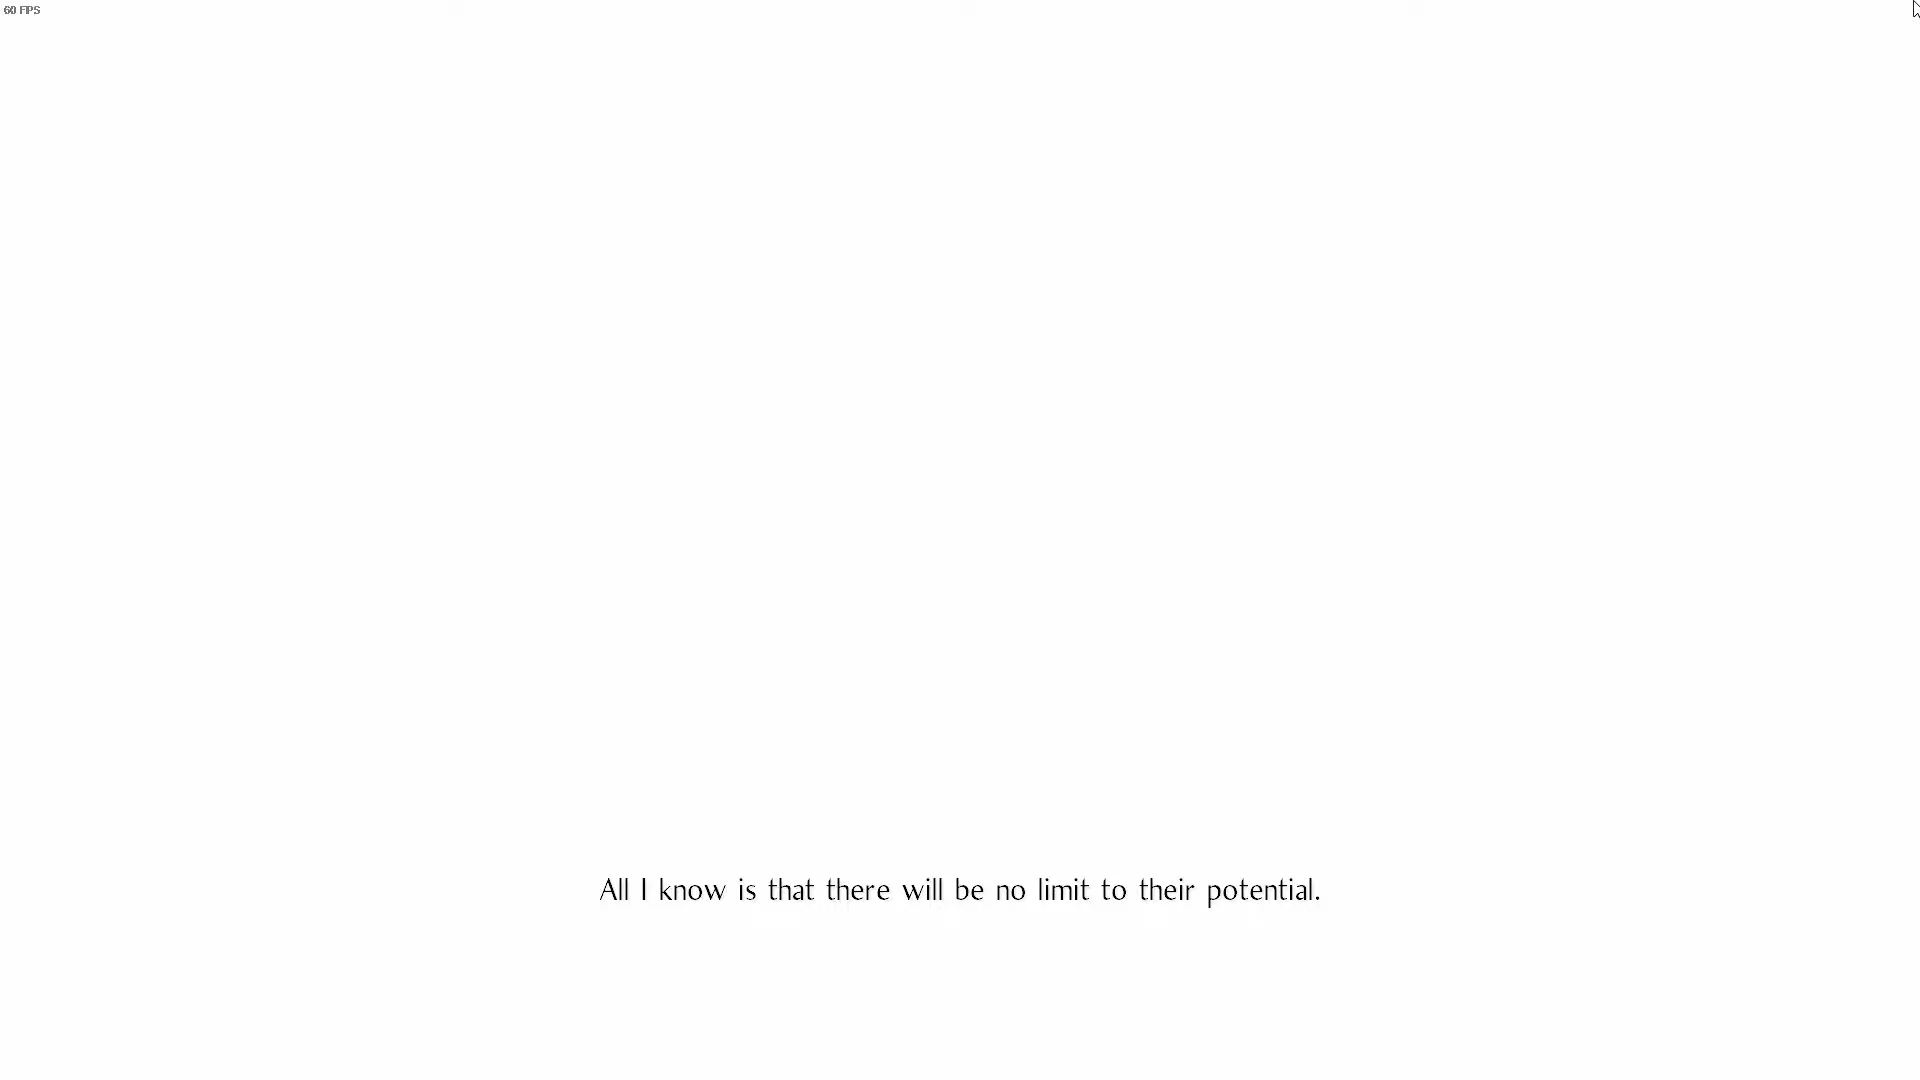 60 FPS
All I know is that there will be no limit to their potential.